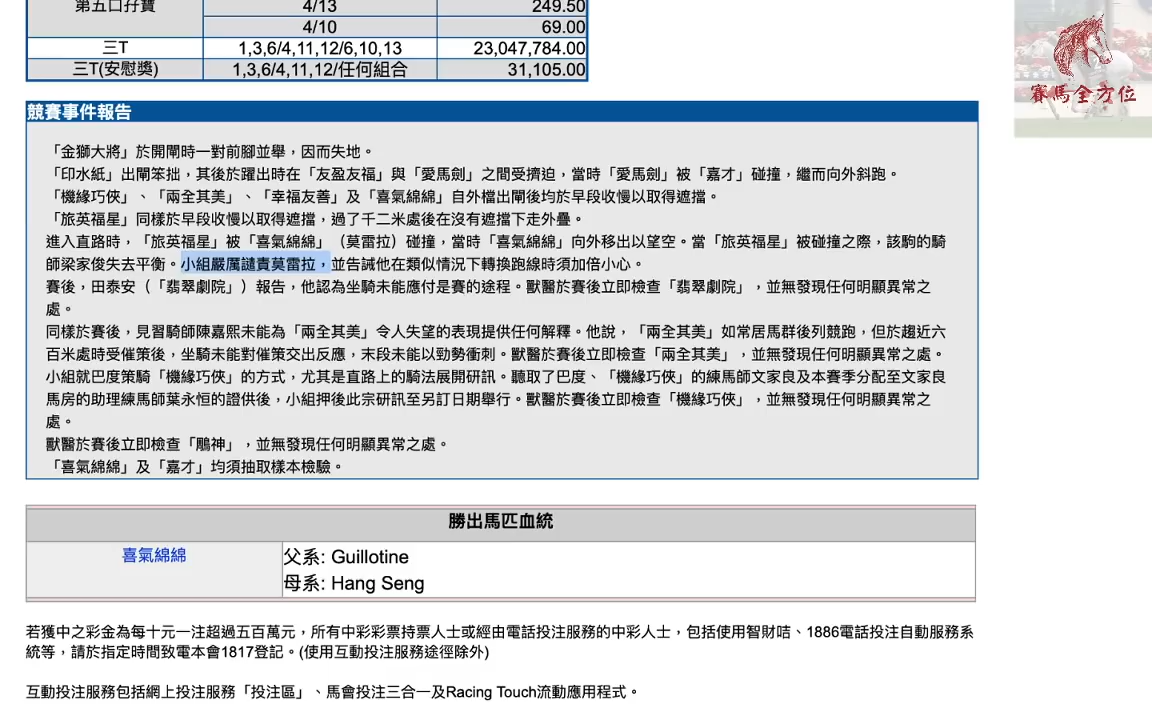 第五口孖寶 4/13 249.50
4/10 69.00
三T 1,3,6/4,11,12/6,10,13 23,047,784.00
三T(安慰獎) 1,3,6/4,11,12/任何組合 31,105.00
賽馬全方位
競賽事件報告
「金獅大將」於開閘時一對前腳並舉，因而失地。
「印水紙」出閘笨拙，其後於躍出時在「友盈友福」與「愛馬劍」之間受擠迫，當時「愛馬劍」被「嘉才」碰撞，繼而向外斜跑。
「機緣巧俠」、「兩全其美」、「幸福友善」及「喜氣綿綿」自外檔出閘後均於早段收慢以取得遮擋。
「旅英福星」同樣於早段收慢以取得遮擋，過了千二米處後在沒有遮擋下走外疊。
進入直路時，「旅英福星」被「喜氣綿綿」（莫雷拉）碰撞，當時「喜氣綿綿」向外移出以望空。當「旅英福星」被碰撞之際，該駒的騎
師梁家俊失去平衡。小組嚴厲譴責莫雷拉，並告誡他在類似情況下轉換跑線時須加倍小心。
賽後，田泰安（「翡翠劇院」）報告，他認為坐騎未能應付是賽的途程。獸醫於賽後立即檢查「翡翠劇院」，並無發現任何明顯異常之
處。
同樣於賽後，見習騎師陳嘉熙未能為「兩全其美」令人失望的表現提供任何解釋。他說，「兩全其美」如常居馬群後列競跑，但於趨近六
百米處時受催策後，坐騎未能對催策交出反應，末段未能以勁勢衝刺。獸醫於賽後立即檢查「兩全其美」，並無發現任何明顯異常之處。
小組就巴度策騎「機緣巧俠」的方式，尤其是直路上的騎法展開研訊。聽取了巴度、「機緣巧俠」的練馬師文家良及本賽季分配至文家良
馬房的助理練馬師葉永恒的證供後，小組押後此宗研訊至另訂日期舉行。獸醫於賽後立即檢查「機緣巧俠」，並無發現任何明顯異常之
處。
獸醫於賽後立即檢查「鵰神」，並無發現任何明顯異常之處。
「喜氣綿綿」及「嘉才」均須抽取樣本檢驗。
勝出馬匹血統
喜氣綿綿 父系: Guillotine
母系: Hang Seng
若獲中之彩金為每十元一注超過五百萬元，所有中彩彩票持票人士或經由電話投注服務的中彩人士，包括使用智財咭、1886電話投注自動服務系
統等，請於指定時間致電本會1817登記。(使用互動投注服務途徑除外)
互動投注服務包括網上投注服務「投注區」、馬會投注三合一及Racing Touch流動應用程式。